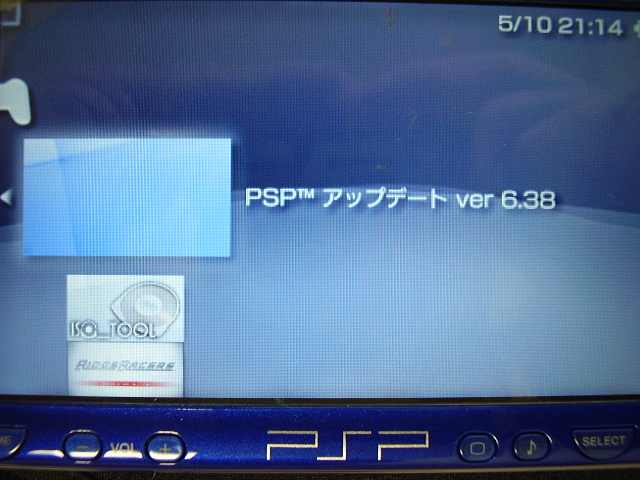 5/10 21:14
PSP™ アップデート ver 6.38
ISO_TOOL
RIDGE RACERS
VOL
PSP
SELECT